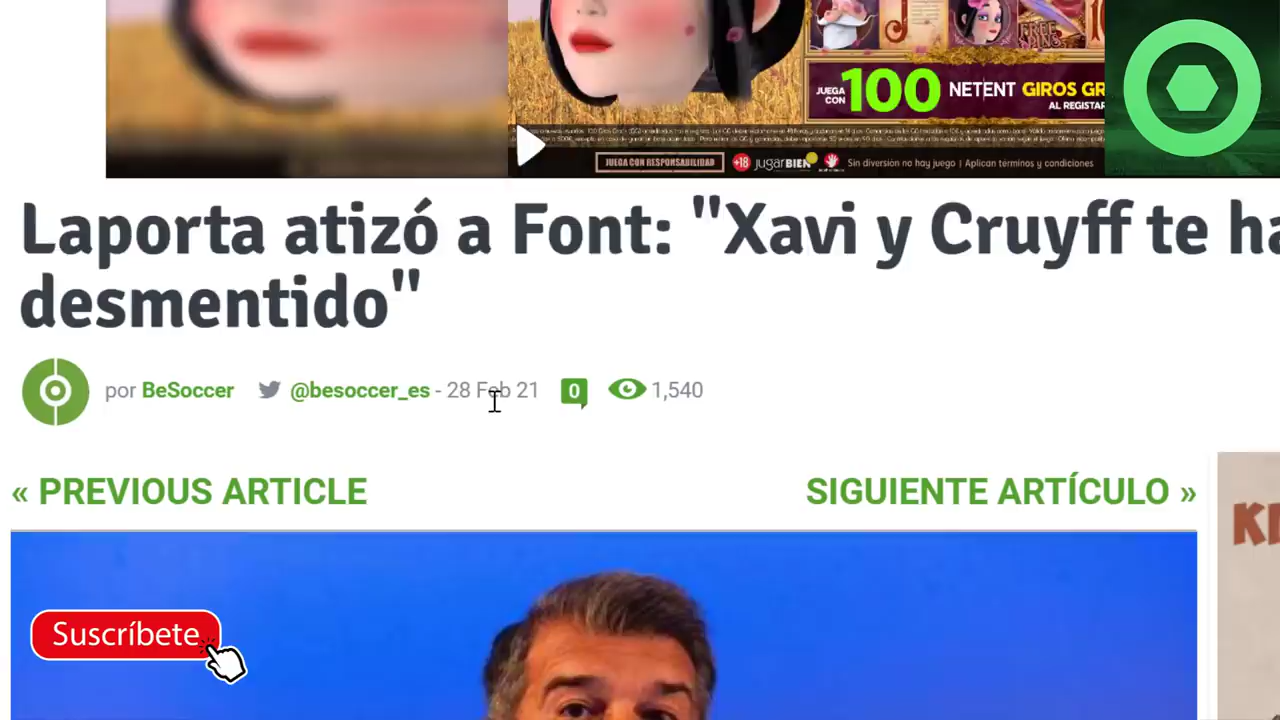 FREE
JUEGA
CON
100
NETENT GIROS GR
AL REGISTAR
JUEGA CON RESPONSABILIDAD
+18
jugarBIEN
Sin diversión no hay juego | Aplican términos y condiciones
Laporta atizó a Font: "Xavi y Cruyff te ha
desmentido"
por BeSoccer @besoccer_es - 28 Feb 21 0 1,540
« PREVIOUS ARTICLE
SIGUIENTE ARTÍCULO »
Suscríbete